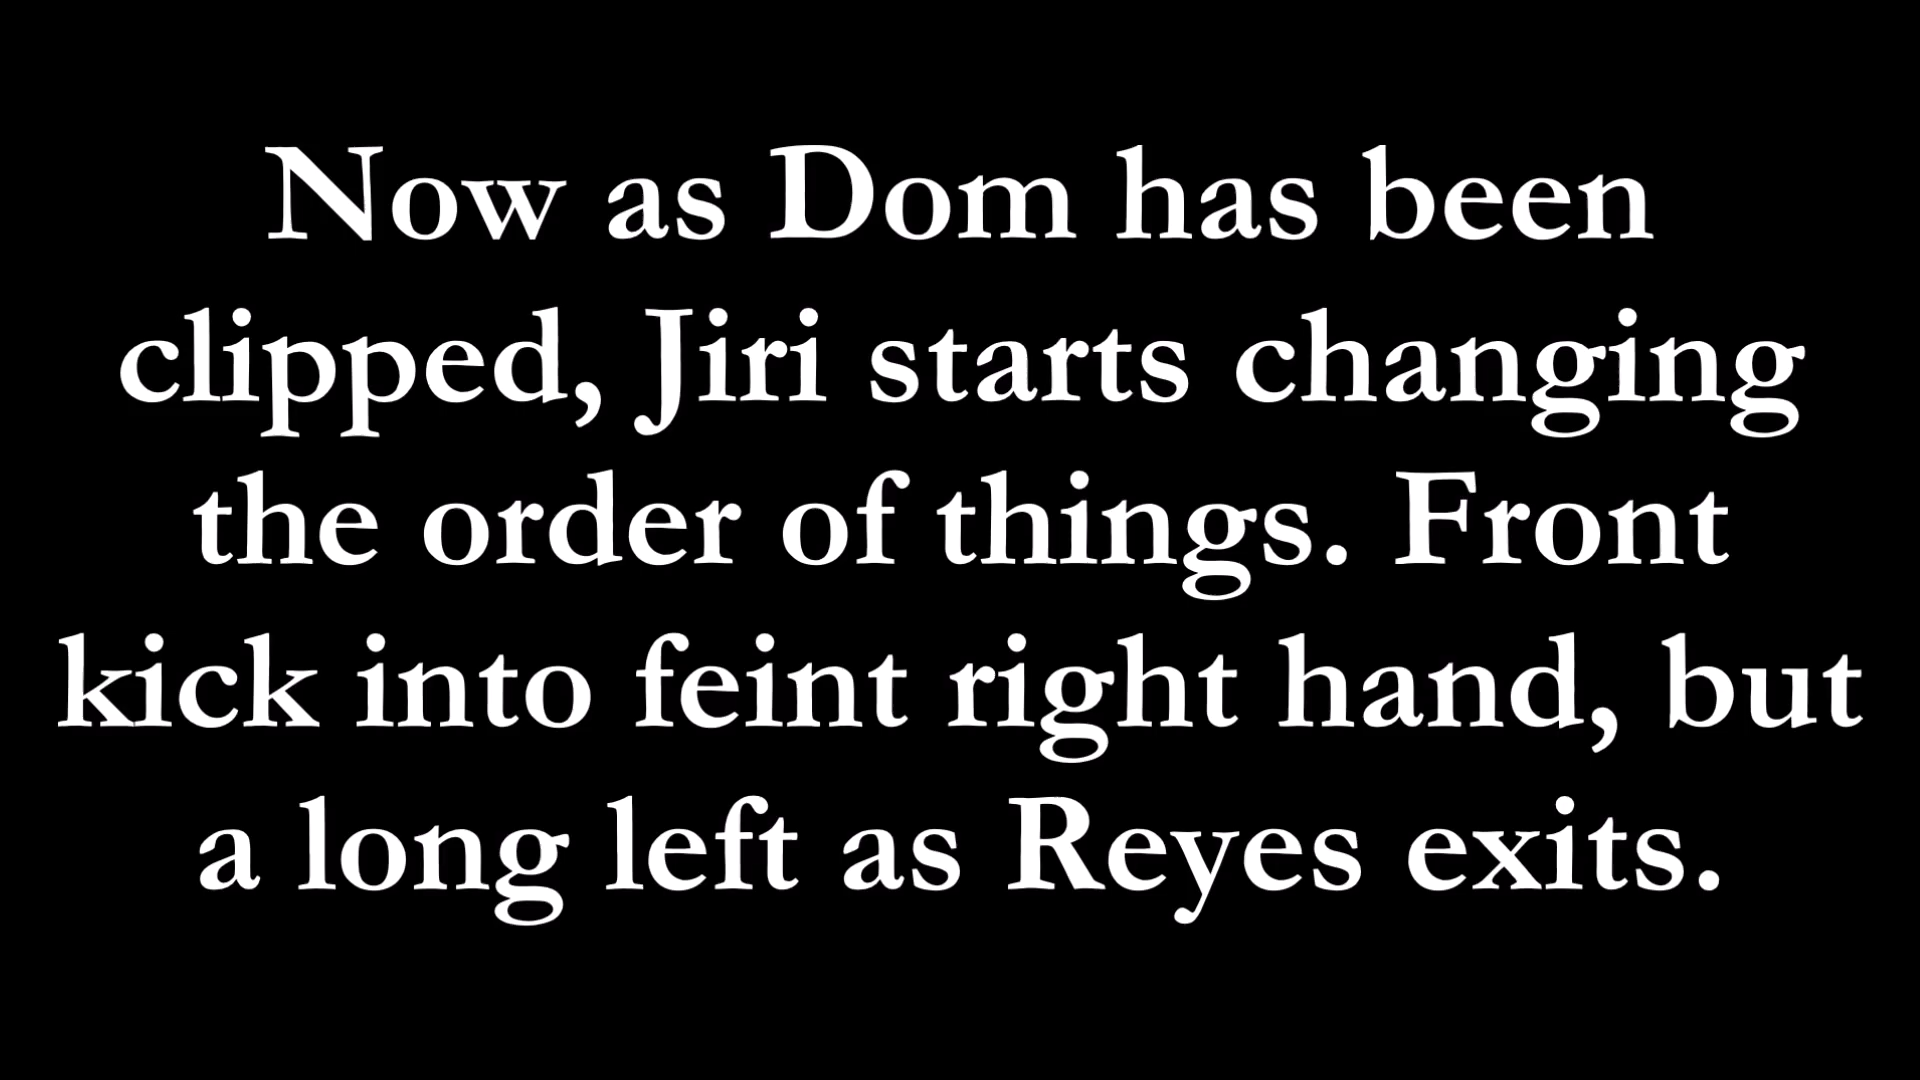 Now as Dom has been
clipped, Jiri starts changing
the order of things. Front
kick into feint right hand, but
a long left as Reyes exits.